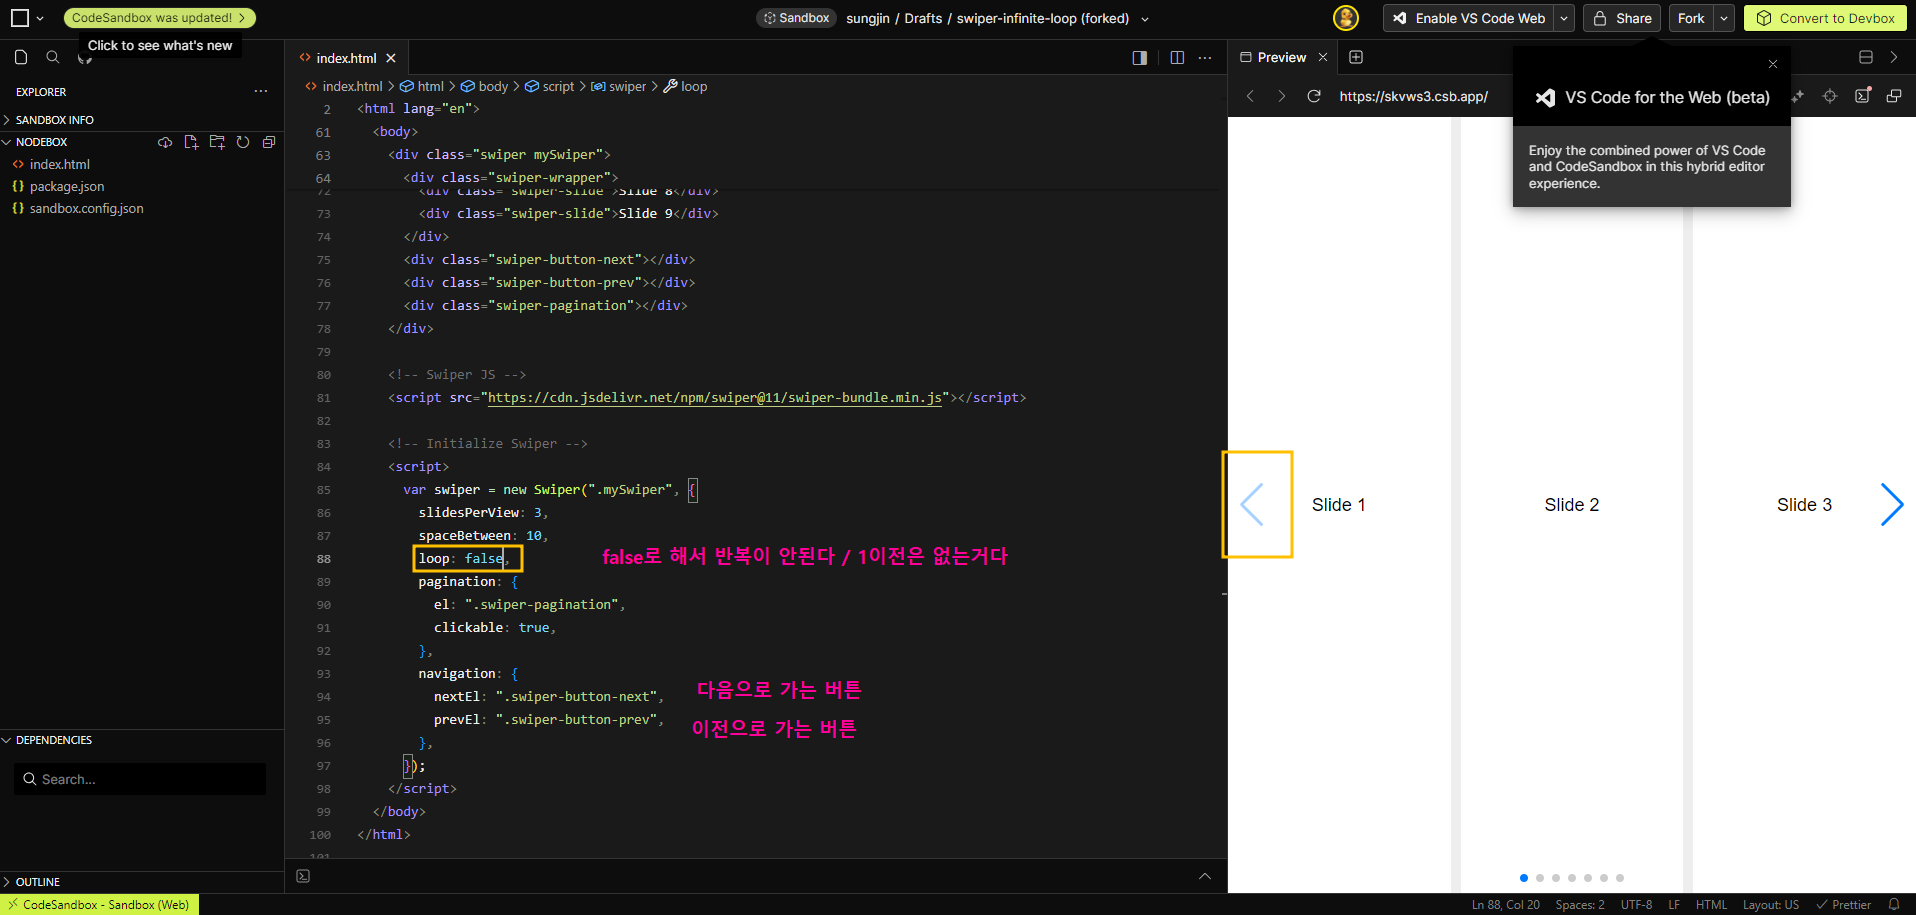 CodeSandbox was updated! >
Click to see what's new
Sandbox
sungjin / Drafts / swiper-infinite-loop (forked)
Enable VS Code Web
Share
Fork
Convert to Devbox
EXPLORER
SANDBOX INFO
NODEBOX
index.html
package.json
sandbox.config.json
DEPENDENCIES
Search...
OUTLINE
CodeSandbox - Sandbox (Web)
index.html
index.html > html > body > script > swiper > loop
2 <html lang="en">
61 <body>
63 <div class="swiper mySwiper">
64 <div class="swiper-wrapper">
72 <div class="swiper-slide">Slide 8</div>
73 <div class="swiper-slide">Slide 9</div>
74 </div>
75 <div class="swiper-button-next"></div>
76 <div class="swiper-button-prev"></div>
77 <div class="swiper-pagination"></div>
78 </div>
79
80 <!-- Swiper JS -->
81 <script src="https://cdn.jsdelivr.net/npm/swiper@11/swiper-bundle.min.js"></script>
82
83 <!-- Initialize Swiper -->
84 <script>
85 var swiper = new Swiper(".mySwiper", {
86 slidesPerView: 3,
87 spaceBetween: 10,
88 loop: false,
false로 해서 반복이 안된다 / 1이전은 없는거다
89 pagination: {
90 el: ".swiper-pagination",
91 clickable: true,
92 },
93 navigation: {
94 nextEl: ".swiper-button-next",
다음으로 가는 버튼
95 prevEl: ".swiper-button-prev",
이전으로 가는 버튼
96 },
97 });
98 </script>
99 </body>
100 </html>
101
Preview
https://skvws3.csb.app/
VS Code for the Web (beta)
Enjoy the combined power of VS Code
and CodeSandbox in this hybrid editor
experience.
Slide 1
Slide 2
Slide 3
Ln 88, Col 20
Spaces: 2
UTF-8
LF
HTML
Layout: US
Prettier